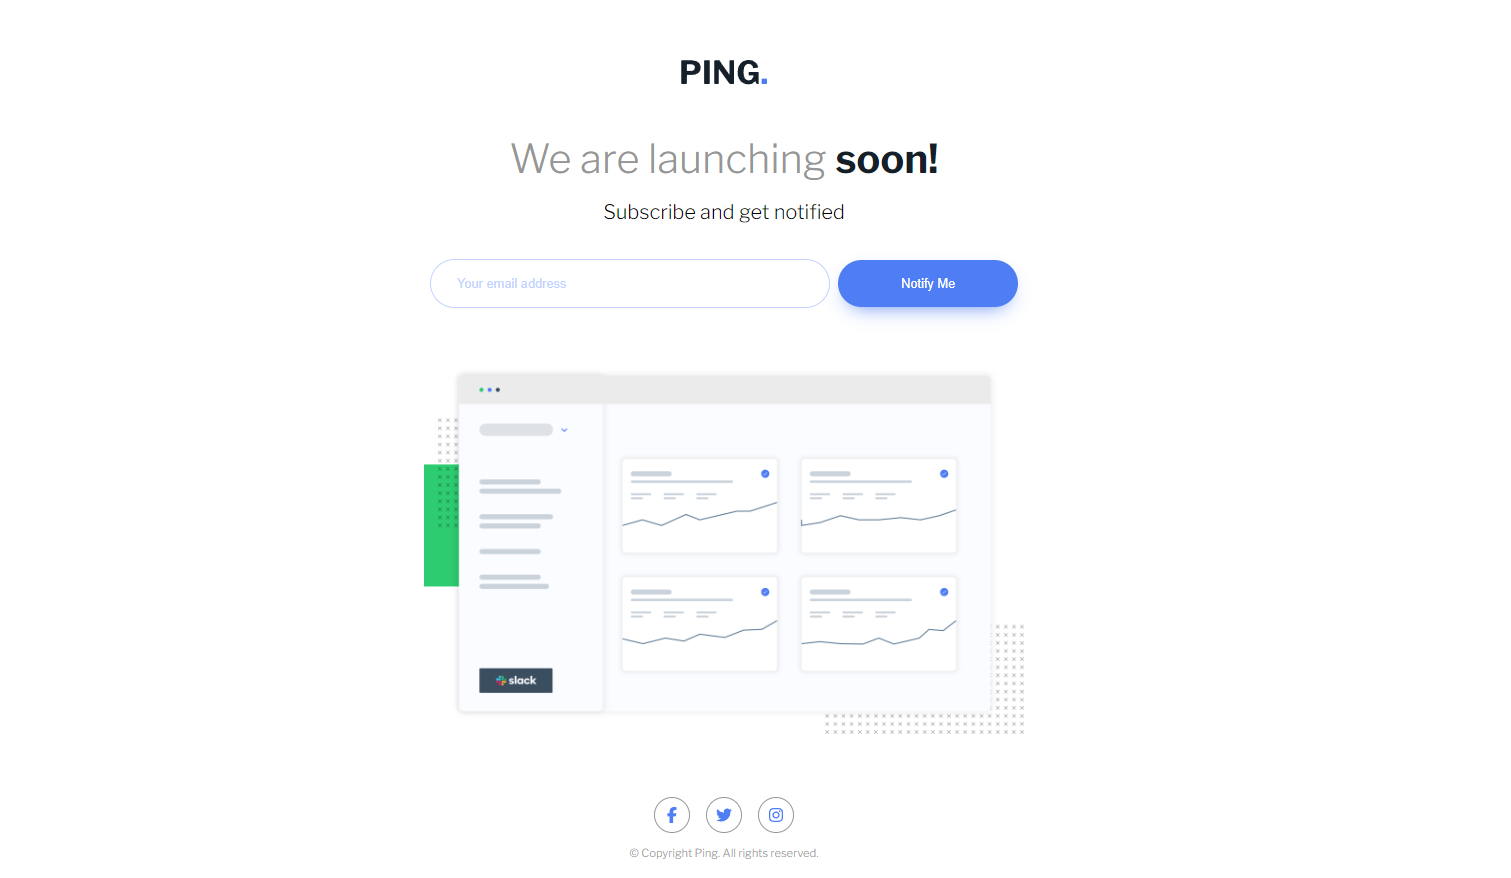 PING.
We are launching soon!
Subscribe and get notified
Your email address
Notify Me
slack
© Copyright Ping. All rights reserved.